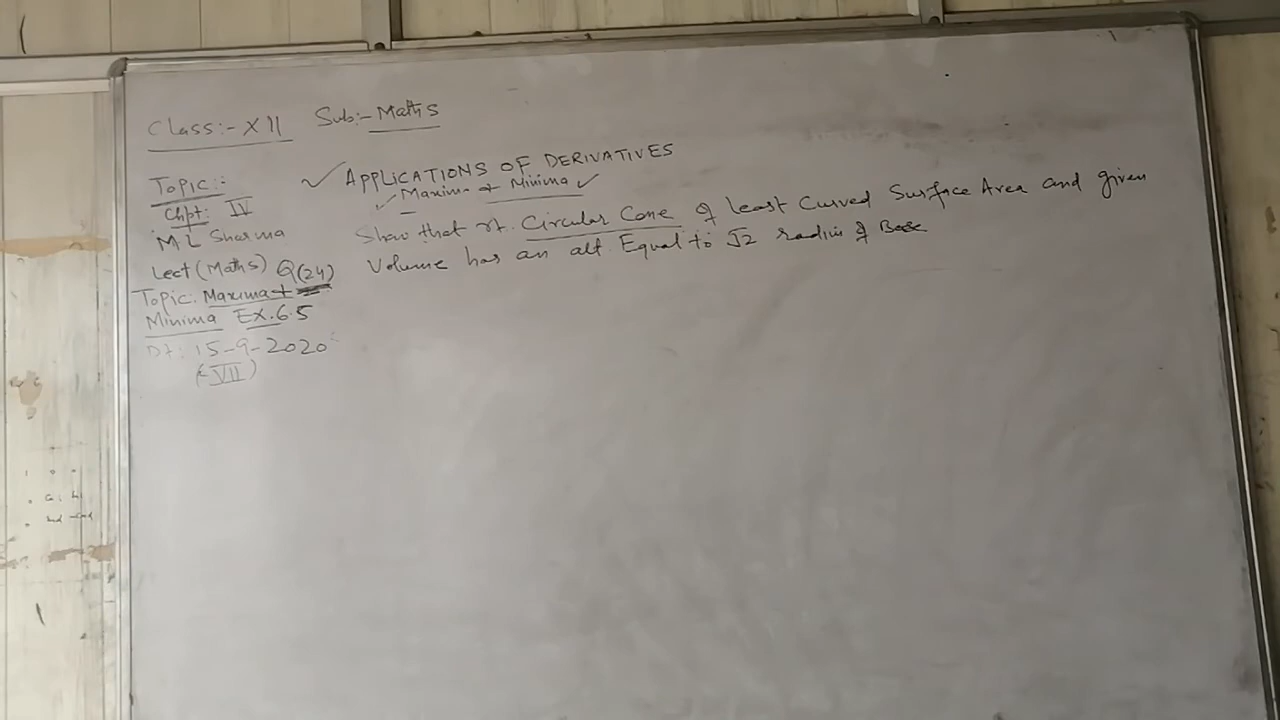 Class:- XII Sub:- Maths
Topic:- APPLICATIONS OF DERIVATIVES
Maxima + Minima
Chpt: IV
M L Sharma
Lect (Maths) Q(24) Show that rt. Circular Cone of least Curved Surface Area and given
Volume has an alt. Equal to √2 radius of Base
Topic: Maxima +
Minima EX. 6.5
Dt: 15-9-2020
(VII)